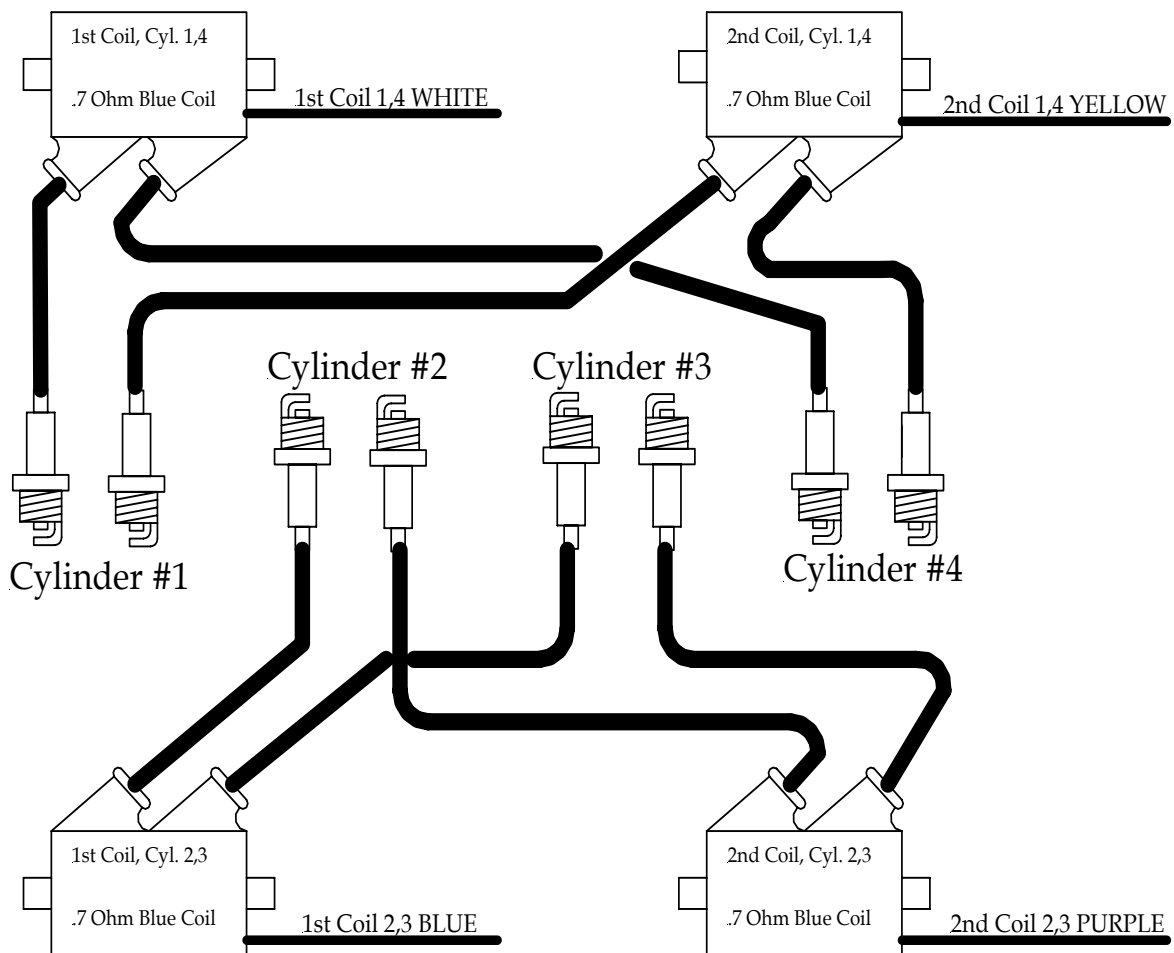 1st Coil, Cyl. 1,4
.7 Ohm Blue Coil
1st Coil 1,4 WHITE
2nd Coil, Cyl. 1,4
.7 Ohm Blue Coil
2nd Coil 1,4 YELLOW
Cylinder #2
Cylinder #3
Cylinder #1
Cylinder #4
1st Coil, Cyl. 2,3
.7 Ohm Blue Coil
1st Coil 2,3 BLUE
2nd Coil, Cyl. 2,3
.7 Ohm Blue Coil
2nd Coil 2,3 PURPLE